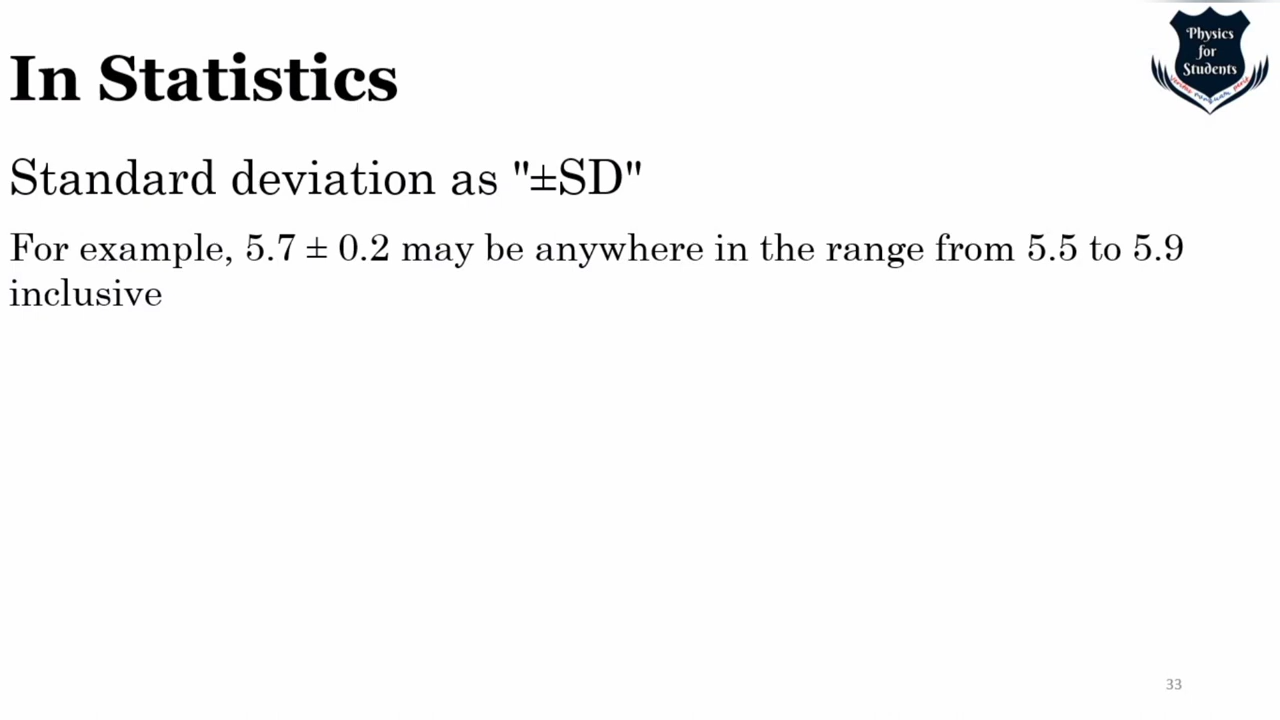 Physics
for
Students
In Statistics
Standard deviation as "±SD"
For example, 5.7 ± 0.2 may be anywhere in the range from 5.5 to 5.9
inclusive
33